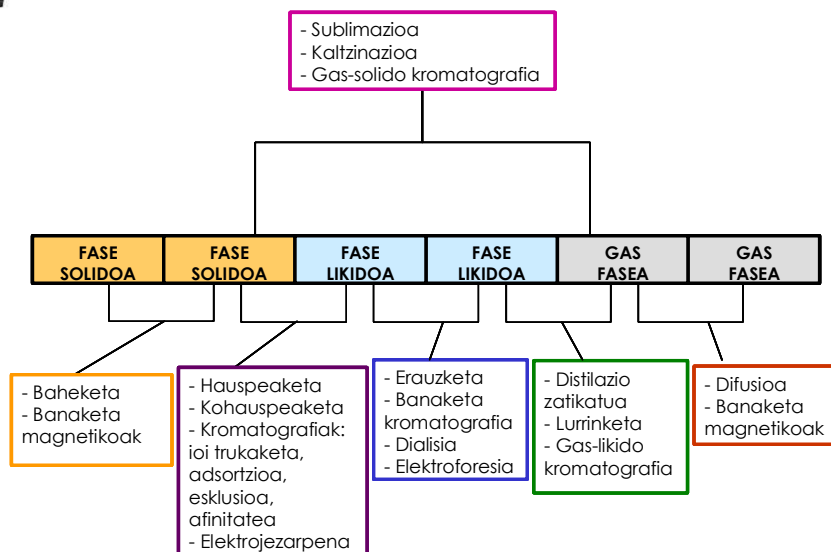 - Sublimazioa
- Kaltzinazioa
- Gas-solido kromatografia
FASE SOLIDOA
FASE SOLIDOA
FASE LIKIDOA
FASE LIKIDOA
GAS FASEA
GAS FASEA
- Baheketa
- Banaketa
magnetikoak
- Hauspeaketa
- Kohauspeaketa
- Kromatografiak:
ioi trukaketa,
adsortzioa,
esklusioa,
afinitatea
- Elektrojezarpena
- Erauzketa
- Banaketa
kromatografia
- Dialisia
- Elektroforesia
- Distilazio
zatikatua
- Lurrinketa
- Gas-likido
kromatografia
- Difusioa
- Banaketa
magnetikoak